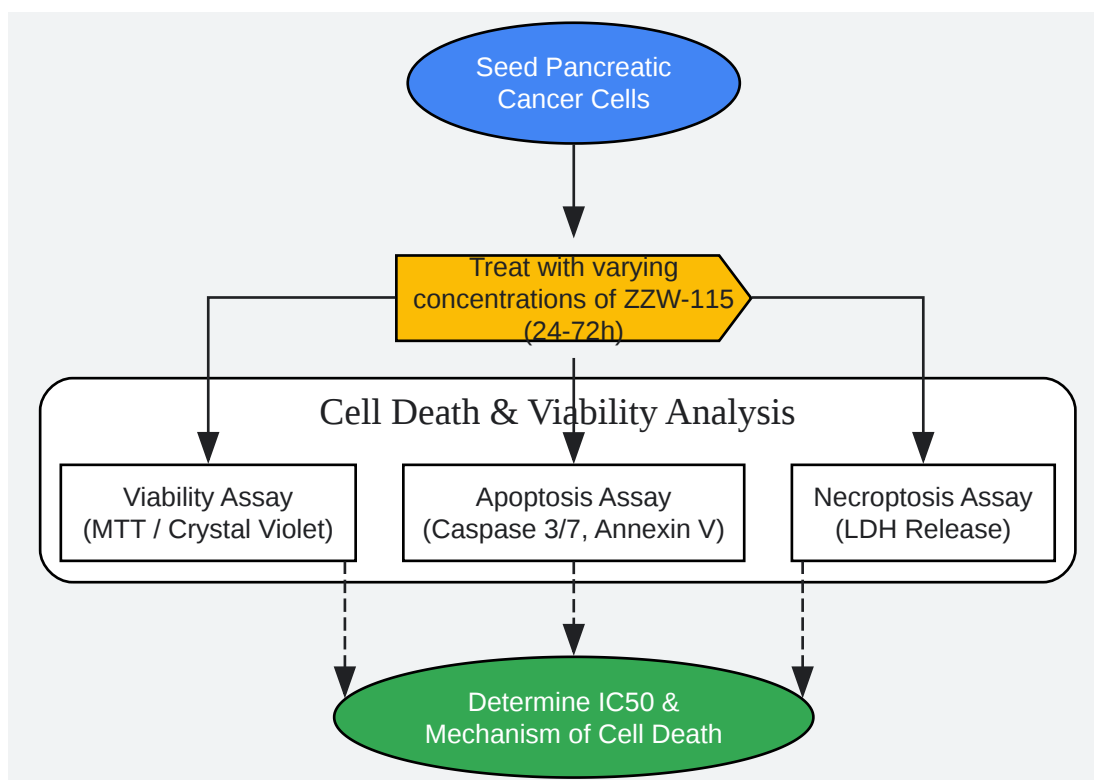 Seed Pancreatic
Cancer Cells
Treat with varying
concentrations of ZZW-115
(24-72h)
Cell Death & Viability Analysis
Viability Assay
(MTT / Crystal Violet)
Apoptosis Assay
(Caspase 3/7, Annexin V)
Necroptosis Assay
(LDH Release)
Determine IC50 &
Mechanism of Cell Death